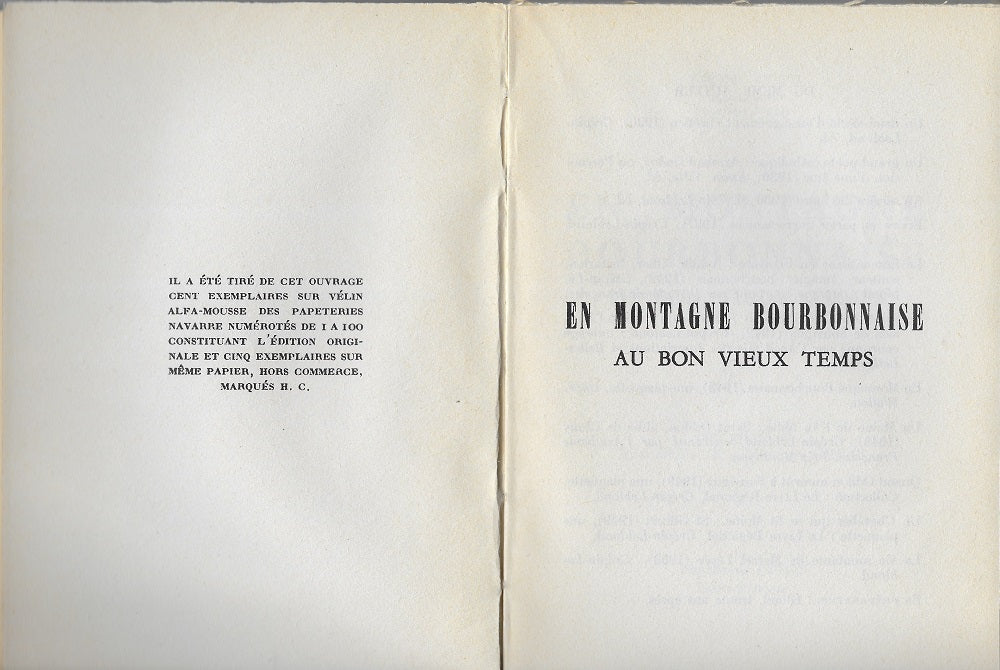 IL A ÉTÉ TIRÉ DE CET OUVRAGE
CENT EXEMPLAIRES SUR VÉLIN
ALFA-MOUSSE DES PAPETERIES
NAVARRE NUMÉROTÉS DE 1 A 100
CONSTITUANT L'ÉDITION ORIGI-
NALE ET CINQ EXEMPLAIRES SUR
MÊME PAPIER, HORS COMMERCE,
MARQUÉS H. C.
EN MONTAGNE BOURBONNAISE
AU BON VIEUX TEMPS